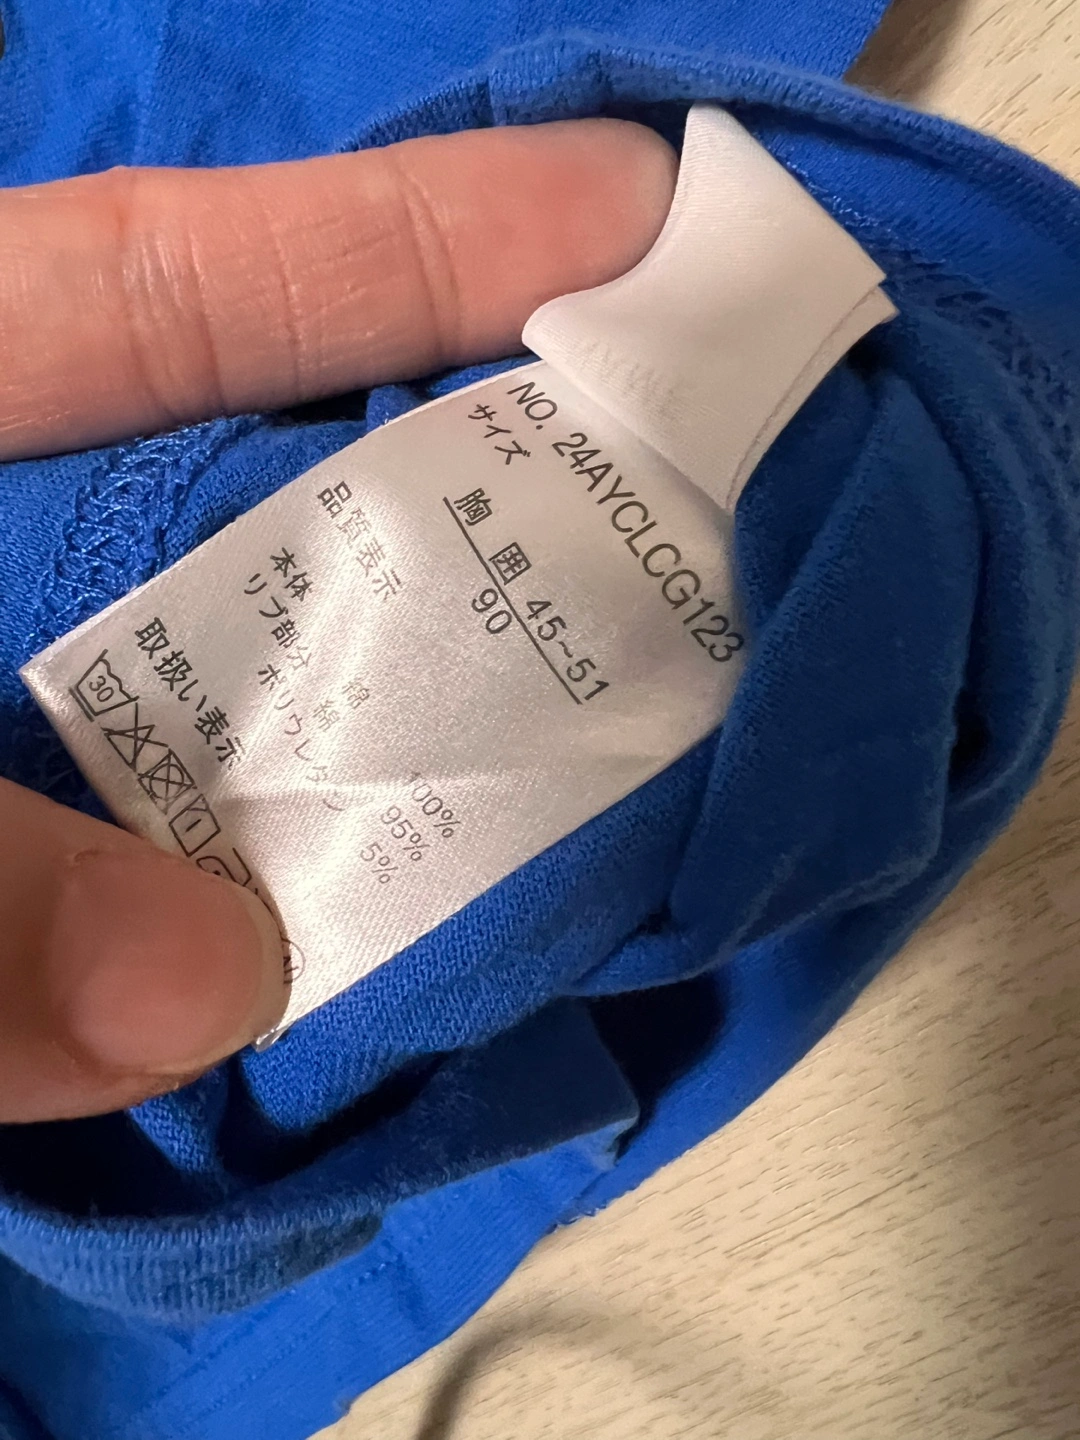 NO. 24AYCLCG123
サイズ
胸囲 45~51
90
品質表示
本体 綿 100%
リブ部分 綿 95%
ポリウレタン 5%
取扱い表示
30